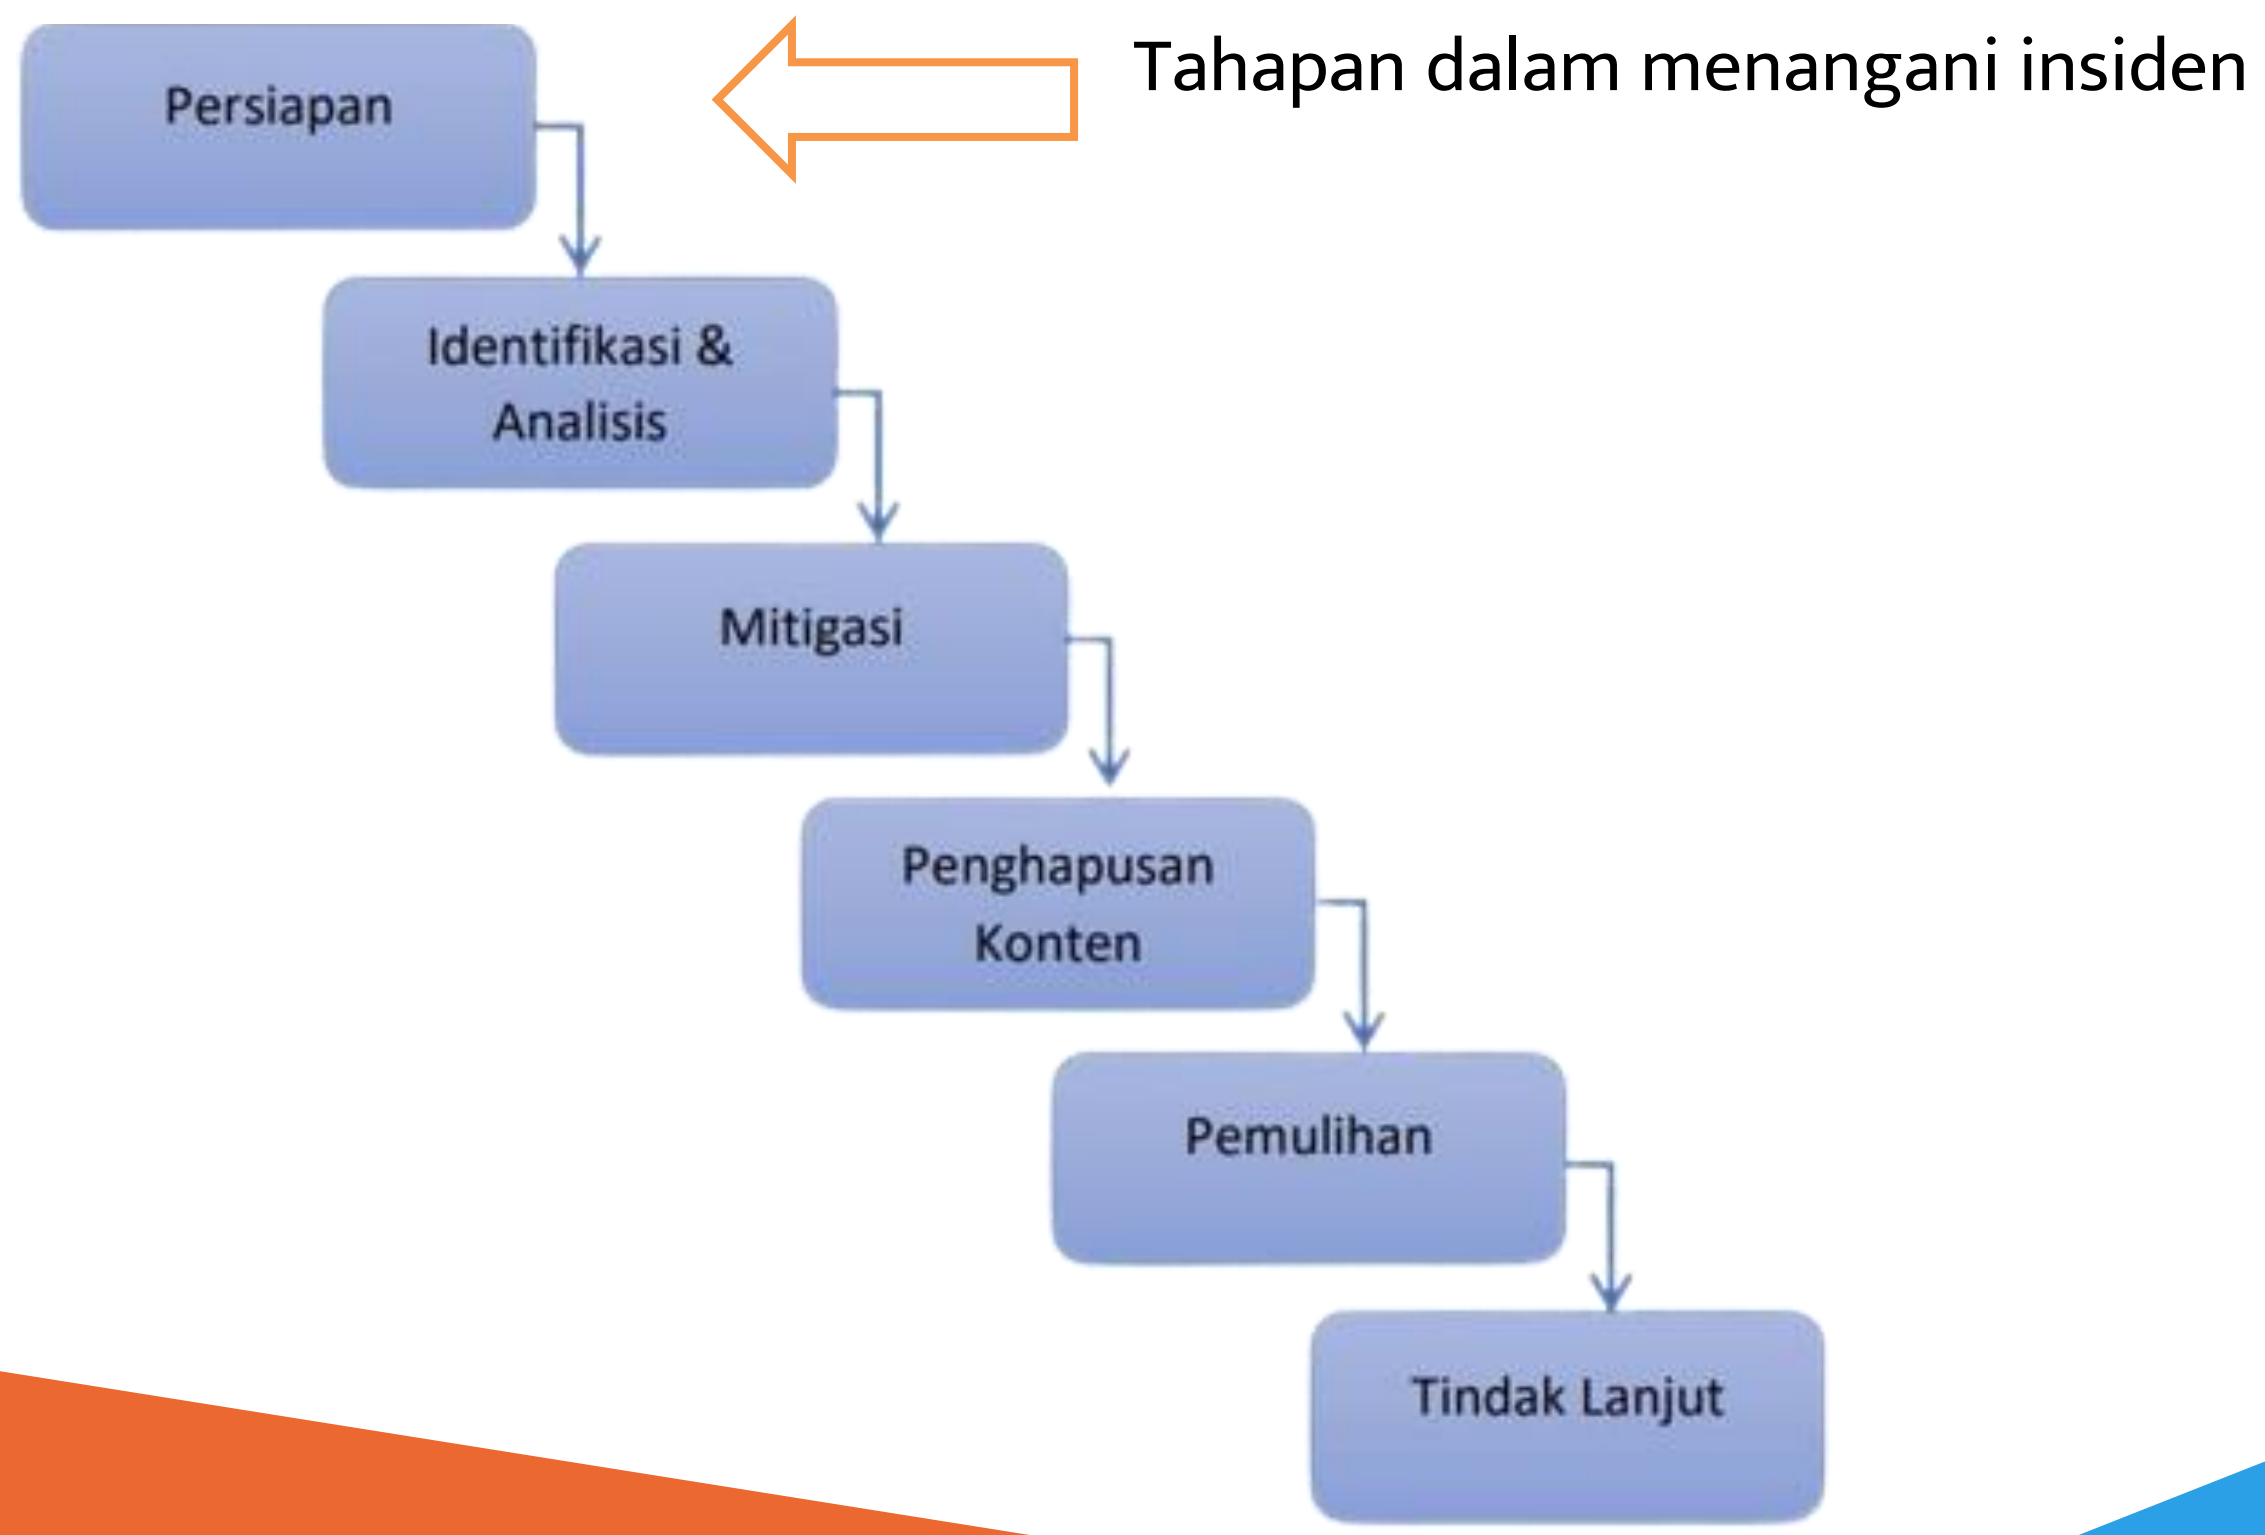 Tahapan dalam menangani insiden
Persiapan
Identifikasi &
Analisis
Mitigasi
Penghapusan
Konten
Pemulihan
Tindak Lanjut